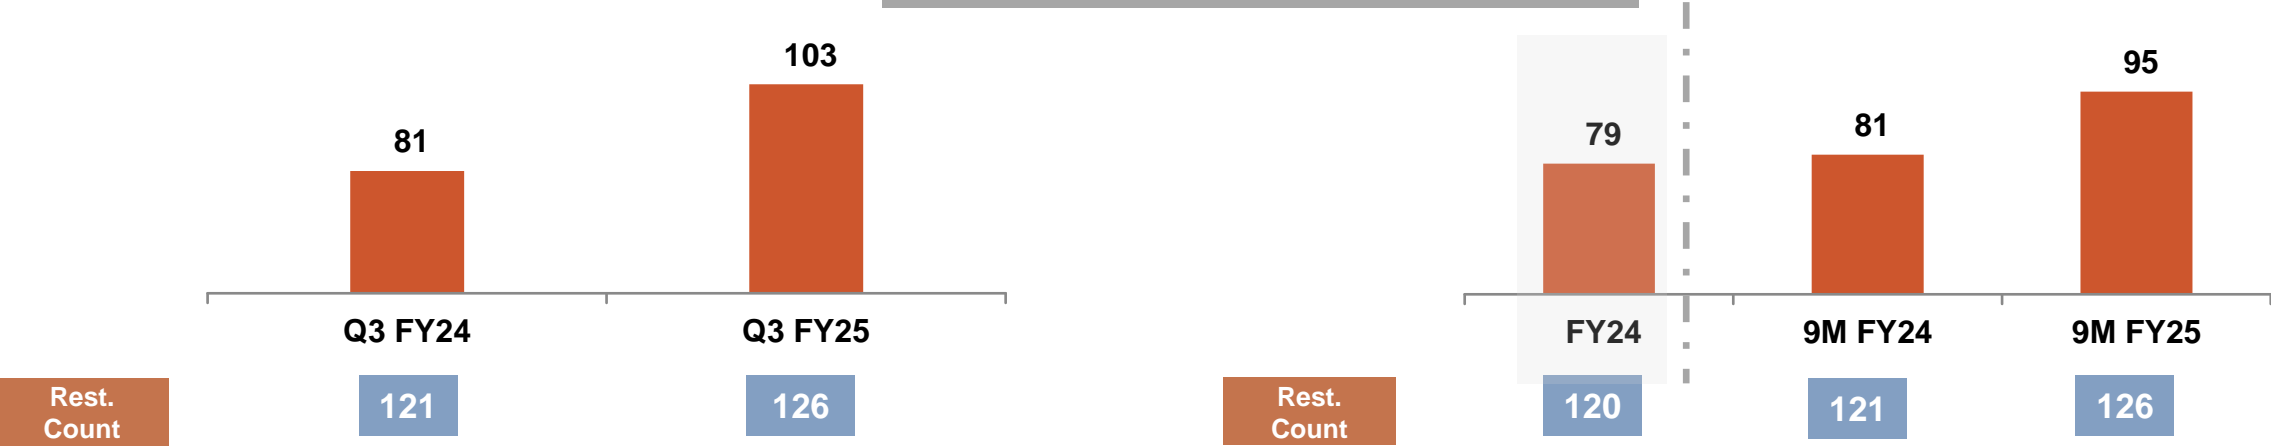 103
81
Q3 FY24
Q3 FY25
Rest.
Count
121
126
79
81
95
FY24
9M FY24
9M FY25
Rest.
Count
120
121
126